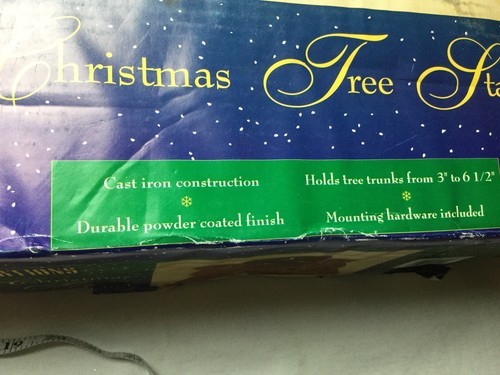 Christmas Tree Sta
Cast iron construction
Holds tree trunks from 3" to 6 1/2"
Durable powder coated finish
Mounting hardware included